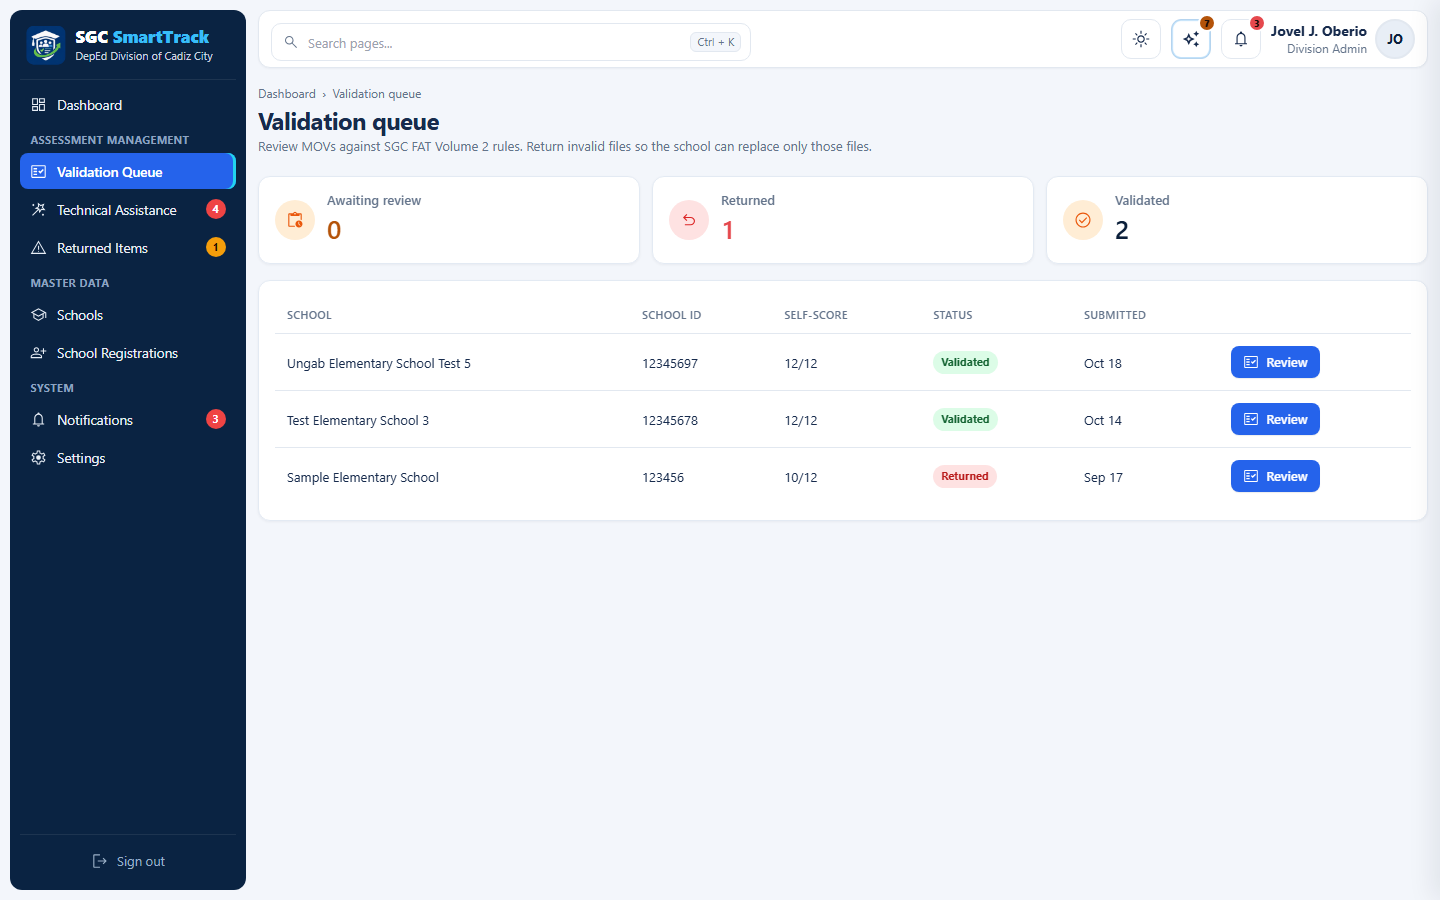 SGC SmartTrack
DepEd Division of Cadiz City
Dashboard
ASSESSMENT MANAGEMENT
Validation Queue
Technical Assistance 4
Returned Items 1
MASTER DATA
Schools
School Registrations
SYSTEM
Notifications 3
Settings
Sign out
Search pages... Ctrl + K
7
3
Jovel J. Oberio
Division Admin
JO
Dashboard › Validation queue
Validation queue
Review MOVs against SGC FAT Volume 2 rules. Return invalid files so the school can replace only those files.
Awaiting review
0
Returned
1
Validated
2
SCHOOL SCHOOL ID SELF-SCORE STATUS SUBMITTED
Ungab Elementary School Test 5 12345697 12/12 Validated Oct 18 Review
Test Elementary School 3 12345678 12/12 Validated Oct 14 Review
Sample Elementary School 123456 10/12 Returned Sep 17 Review